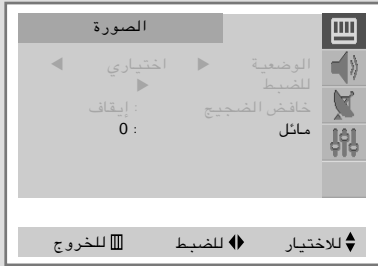 الصورة
الوضعية ◀ اختياري ▶
للضبط ◀
خافض الضجيج : إيقاف
مائل : 0
للاختيار للضبط للخروج